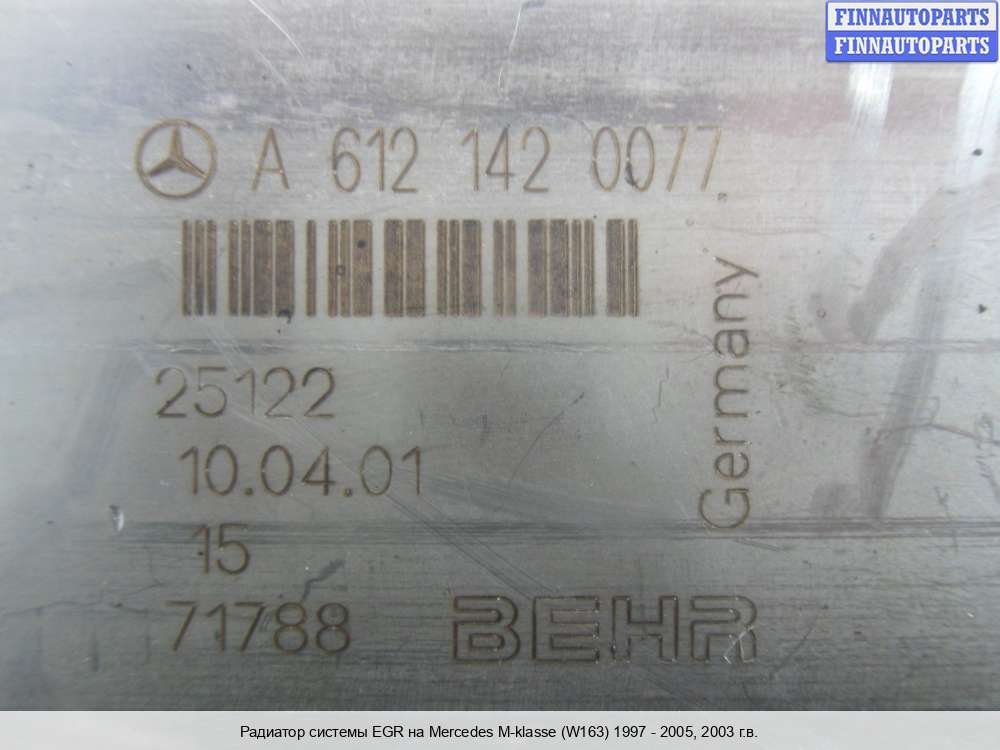 FINNAUTOPARTS
FINNAUTOPARTS
A 612 142 0077
Germany
25122
10.04.01
15
71788
BEHR
Радиатор системы EGR на Mercedes M-klasse (W163) 1997 - 2005, 2003 г.в.